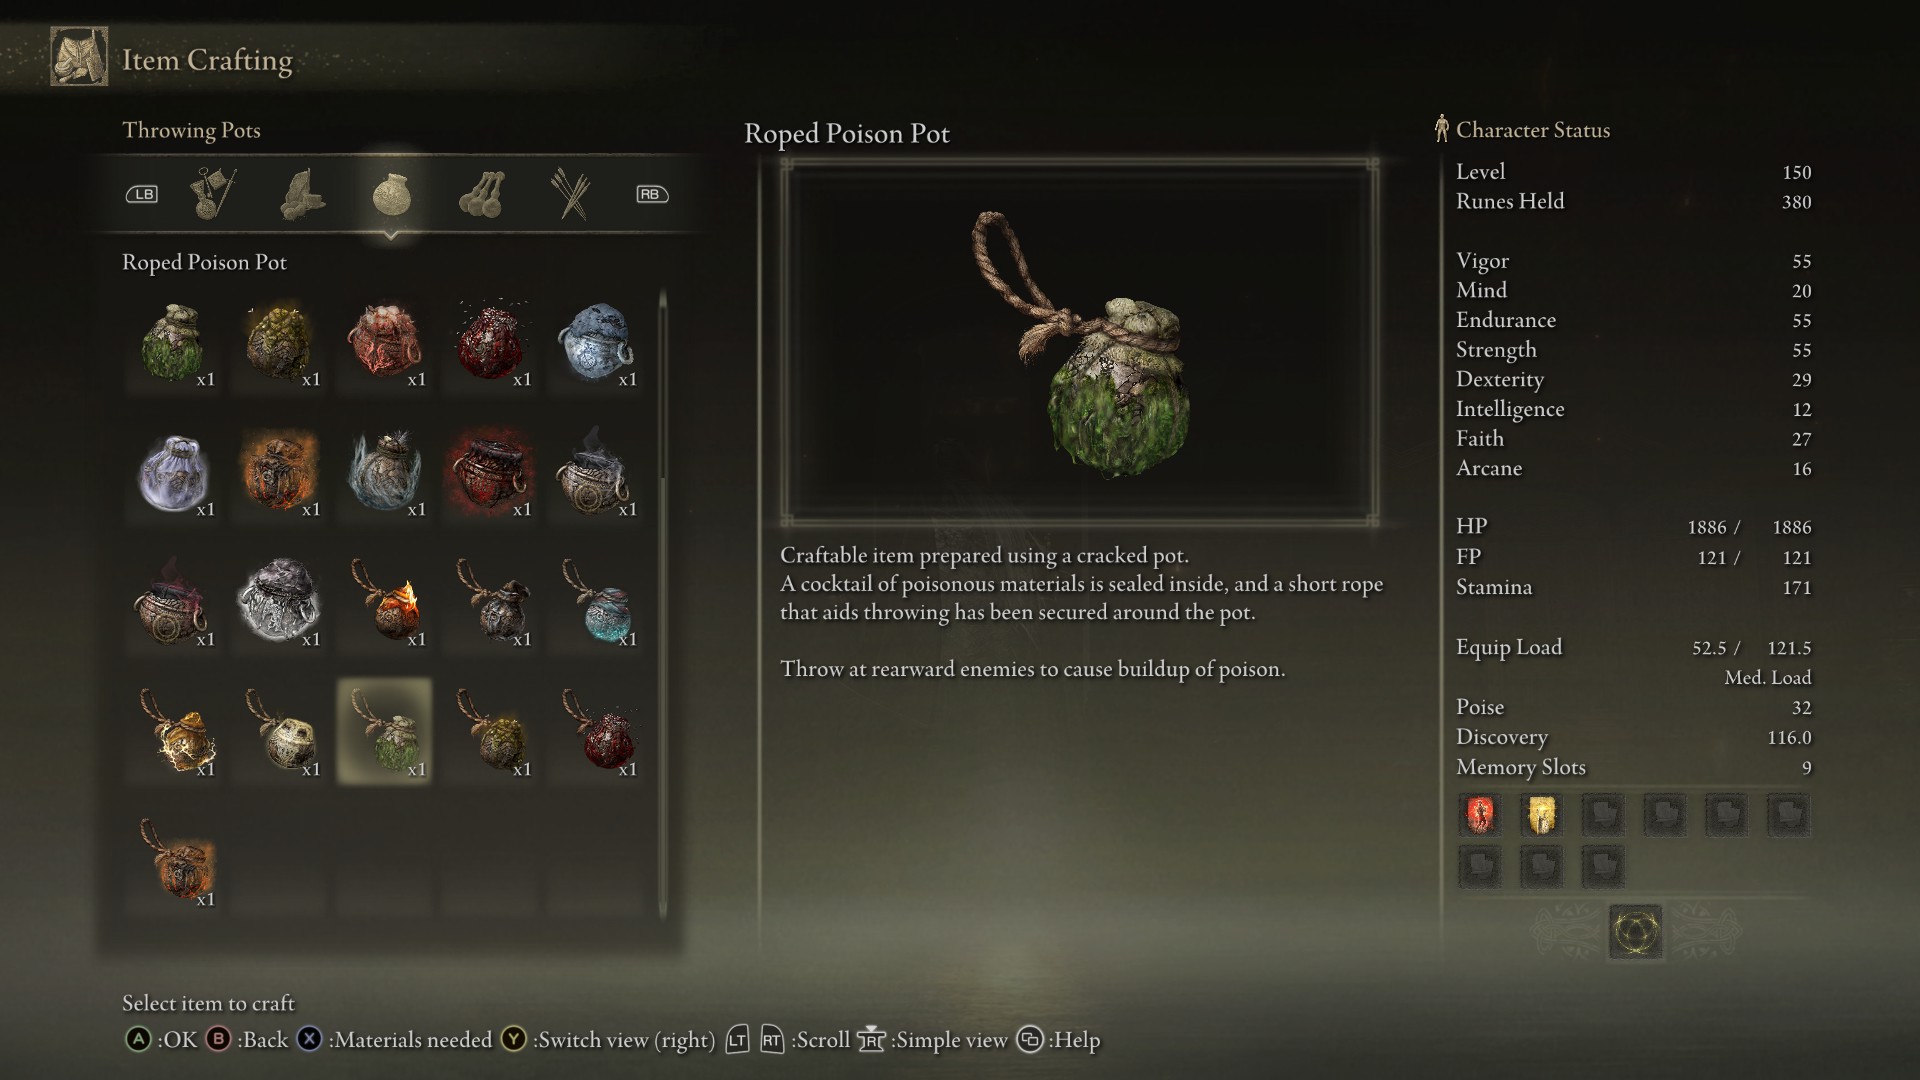 Item Crafting
Throwing Pots
LB
RB
Roped Poison Pot
x1 x1 x1 x1 x1
x1 x1 x1 x1 x1
x1 x1 x1 x1 x1
x1 x1 x1 x1 x1
x1
Roped Poison Pot
Craftable item prepared using a cracked pot.
A cocktail of poisonous materials is sealed inside, and a short rope
that aids throwing has been secured around the pot.
Throw at rearward enemies to cause buildup of poison.
Character Status
Level 150
Runes Held 380
Vigor 55
Mind 20
Endurance 55
Strength 55
Dexterity 29
Intelligence 12
Faith 27
Arcane 16
HP 1886 / 1886
FP 121 / 121
Stamina 171
Equip Load 52.5 / 121.5
Med. Load
Poise 32
Discovery 116.0
Memory Slots 9
Select item to craft
A :OK B :Back X :Materials needed Y :Switch view (right) LT RT :Scroll R :Simple view :Help